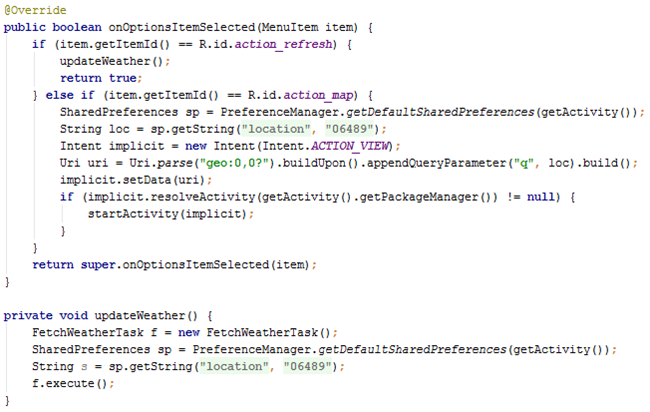 @Override
public boolean onOptionsItemSelected(MenuItem item) {
    if (item.getItemId() == R.id.action_refresh) {
        updateWeather();
        return true;
    } else if (item.getItemId() == R.id.action_map) {
        SharedPreferences sp = PreferenceManager.getDefaultSharedPreferences(getActivity());
        String loc = sp.getString("location", "06489");
        Intent implicit = new Intent(Intent.ACTION_VIEW);
        Uri uri = Uri.parse("geo:0,0?").buildUpon().appendQueryParameter("q", loc).build();
        implicit.setData(uri);
        if (implicit.resolveActivity(getActivity().getPackageManager()) != null) {
            startActivity(implicit);
        }
    }
    return super.onOptionsItemSelected(item);
}

private void updateWeather() {
    FetchWeatherTask f = new FetchWeatherTask();
    SharedPreferences sp = PreferenceManager.getDefaultSharedPreferences(getActivity());
    String s = sp.getString("location", "06489");
    f.execute();
}